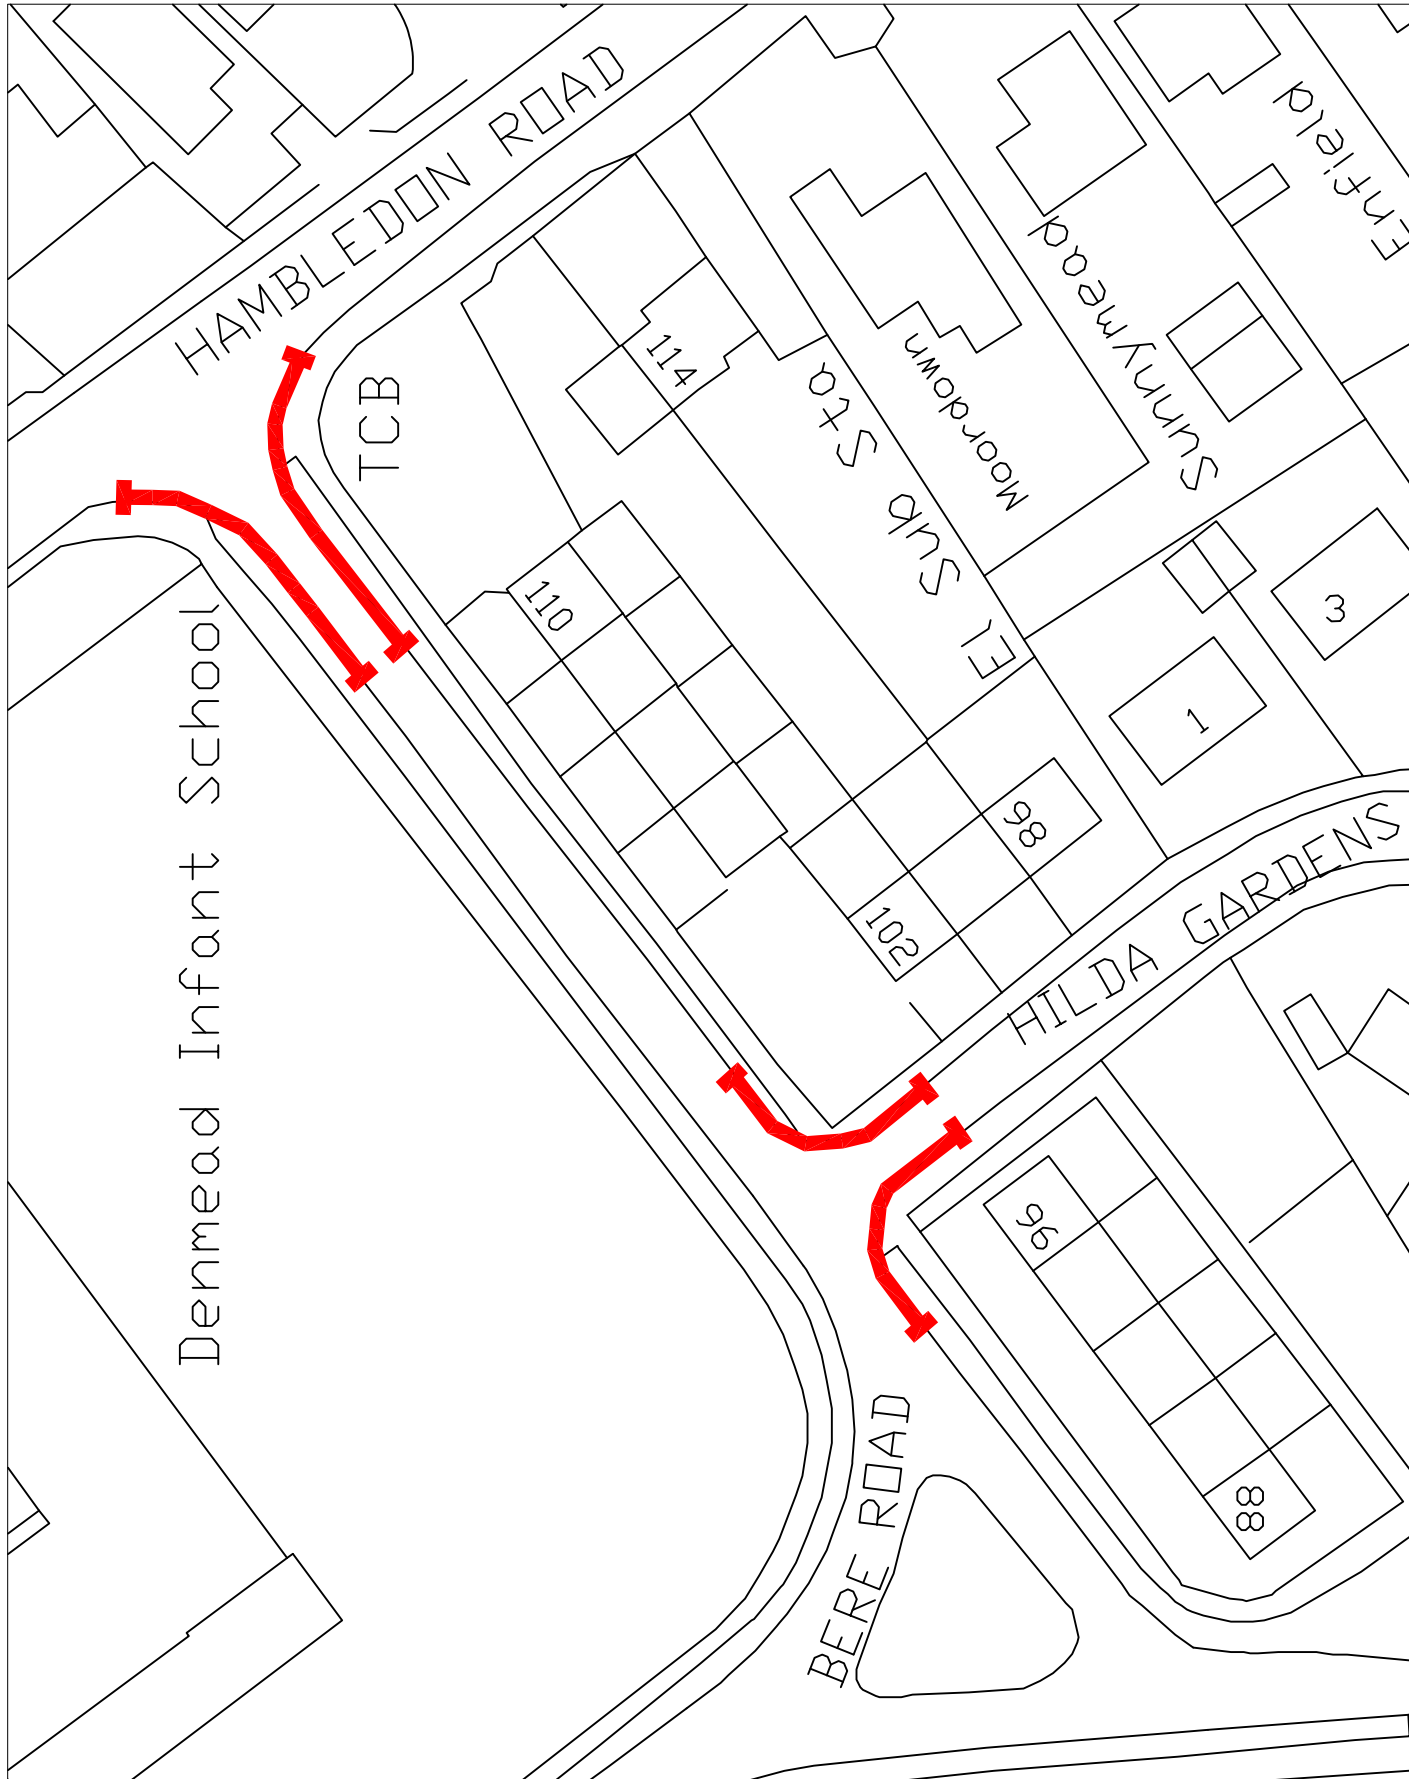 HAMBLEDON ROAD
Enfield
Sunnymead
Moordown
El Sub Sta
114
TCB
110
3
1
Denmead Infant School
98
HILDA GARDENS
102
96
BERE ROAD
88